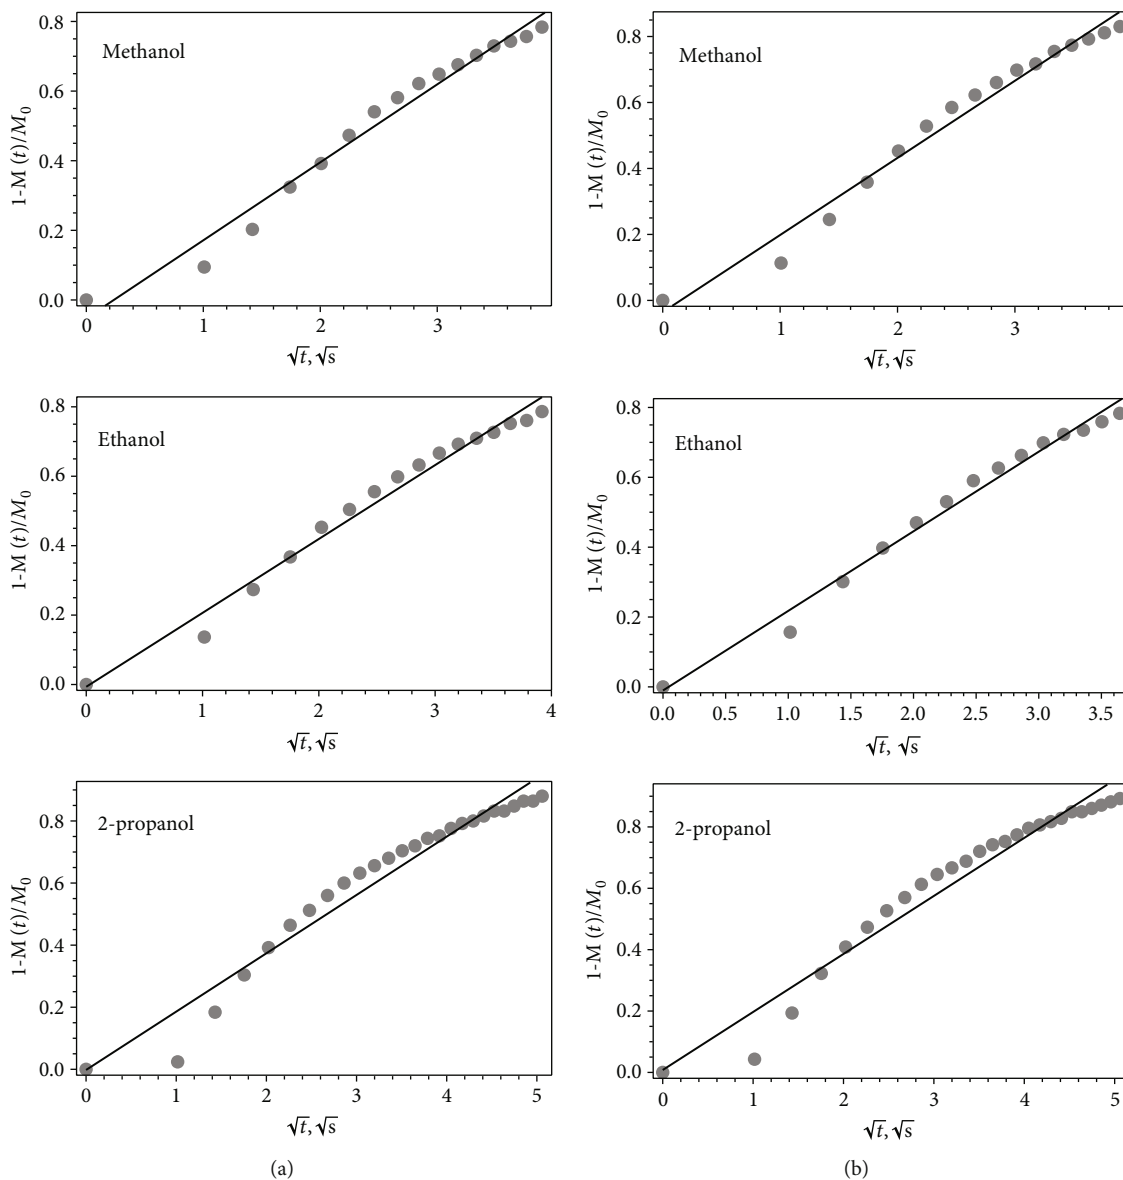 0.8
0.6
0.4
0.2
0.0
1-M (t)/M₀
Methanol
0 1 2 3
√t, √s
0.8
0.6
0.4
0.2
0.0
1-M (t)/M₀
Methanol
0 1 2 3
√t, √s
0.8
0.6
0.4
0.2
0.0
1-M (t)/M₀
Ethanol
0 1 2 3 4
√t, √s
0.8
0.6
0.4
0.2
0.0
1-M (t)/M₀
Ethanol
0.0 0.5 1.0 1.5 2.0 2.5 3.0 3.5
√t, √s
0.8
0.6
0.4
0.2
0.0
1-M (t)/M₀
2-propanol
0 1 2 3 4 5
√t, √s
(a)
0.8
0.6
0.4
0.2
0.0
1-M (t)/M₀
2-propanol
0 1 2 3 4 5
√t, √s
(b)